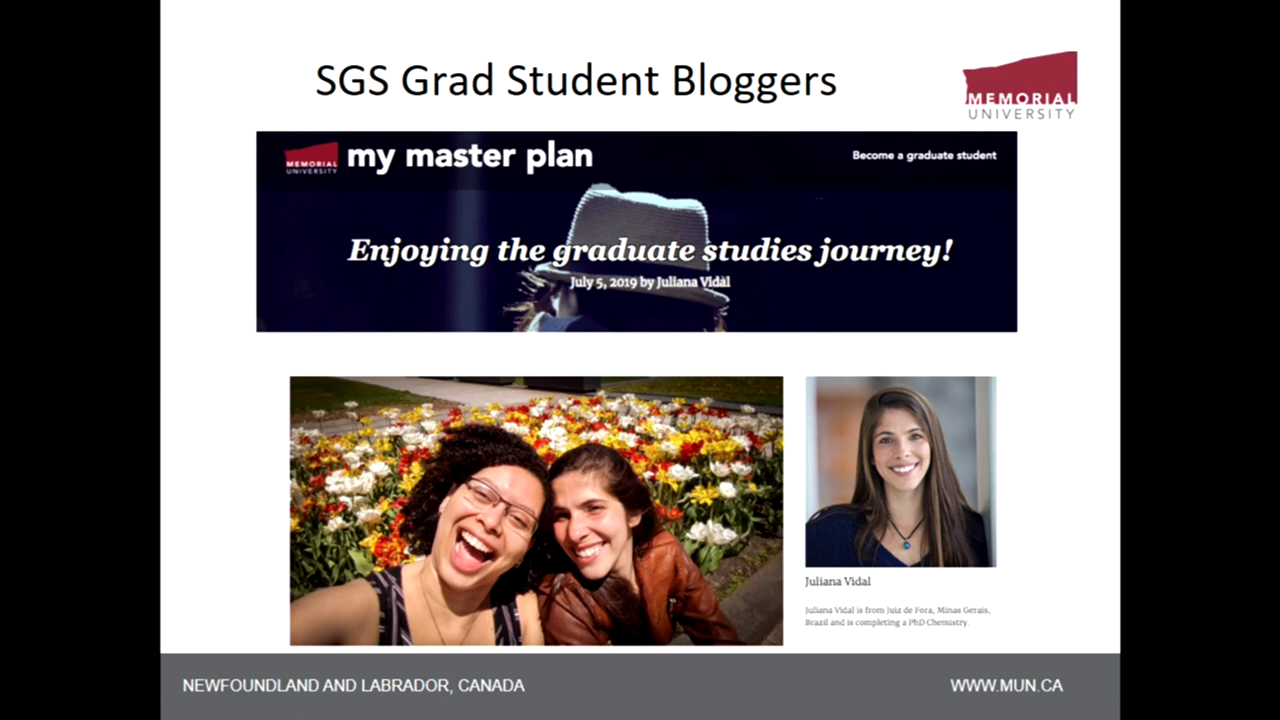 SGS Grad Student Bloggers
MEMORIAL
UNIVERSITY
MEMORIAL
UNIVERSITY
my master plan
Become a graduate student
Enjoying the graduate studies journey!
July 5, 2019 by Juliana Vidal
Juliana Vidal
Juliana Vidal is from Juiz de Fora, Minas Gerais,
Brazil and is completing a PhD Chemistry.
NEWFOUNDLAND AND LABRADOR, CANADA
WWW.MUN.CA